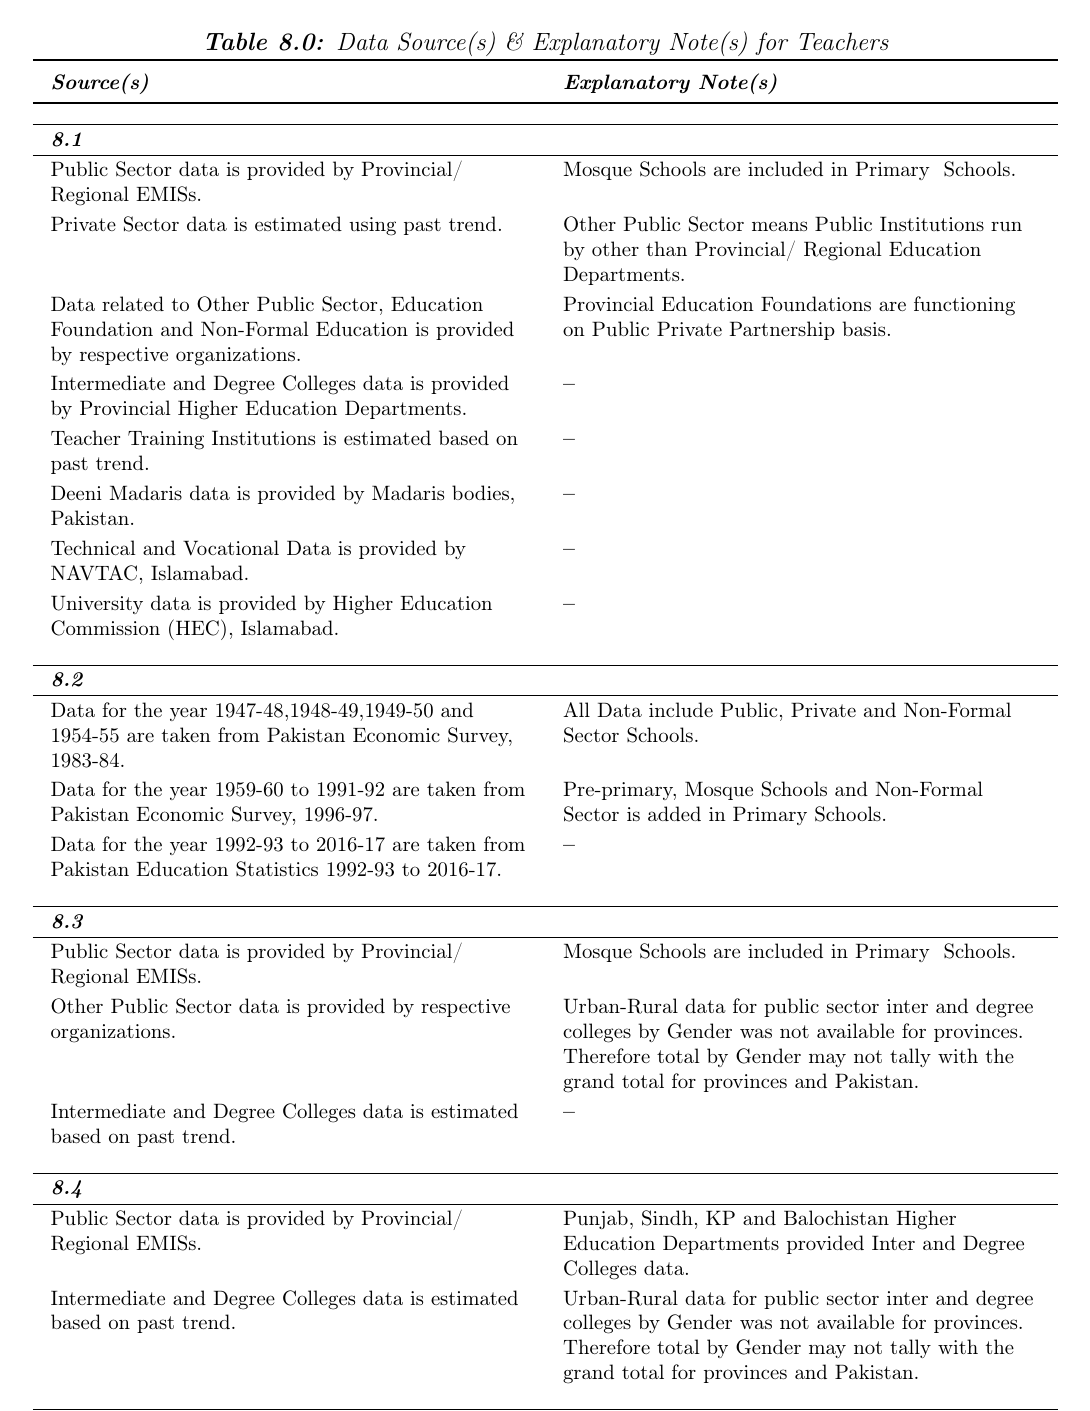 Table 8.0: Data Source(s) & Explanatory Note(s) for Teachers
Source(s) Explanatory Note(s)
8.1
Public Sector data is provided by Provincial/ Mosque Schools are included in Primary Schools.
Regional EMISs.
Private Sector data is estimated using past trend. Other Public Sector means Public Institutions run
by other than Provincial/ Regional Education
Departments.
Data related to Other Public Sector, Education Provincial Education Foundations are functioning
Foundation and Non-Formal Education is provided on Public Private Partnership basis.
by respective organizations.
Intermediate and Degree Colleges data is provided –
by Provincial Higher Education Departments.
Teacher Training Institutions is estimated based on –
past trend.
Deeni Madaris data is provided by Madaris bodies, –
Pakistan.
Technical and Vocational Data is provided by –
NAVTAC, Islamabad.
University data is provided by Higher Education –
Commission (HEC), Islamabad.
8.2
Data for the year 1947-48,1948-49,1949-50 and All Data include Public, Private and Non-Formal
1954-55 are taken from Pakistan Economic Survey, Sector Schools.
1983-84.
Data for the year 1959-60 to 1991-92 are taken from Pre-primary, Mosque Schools and Non-Formal
Pakistan Economic Survey, 1996-97. Sector is added in Primary Schools.
Data for the year 1992-93 to 2016-17 are taken from –
Pakistan Education Statistics 1992-93 to 2016-17.
8.3
Public Sector data is provided by Provincial/ Mosque Schools are included in Primary Schools.
Regional EMISs.
Other Public Sector data is provided by respective Urban-Rural data for public sector inter and degree
organizations. colleges by Gender was not available for provinces.
Therefore total by Gender may not tally with the
grand total for provinces and Pakistan.
Intermediate and Degree Colleges data is estimated –
based on past trend.
8.4
Public Sector data is provided by Provincial/ Punjab, Sindh, KP and Balochistan Higher
Regional EMISs. Education Departments provided Inter and Degree
Colleges data.
Intermediate and Degree Colleges data is estimated Urban-Rural data for public sector inter and degree
based on past trend. colleges by Gender was not available for provinces.
Therefore total by Gender may not tally with the
grand total for provinces and Pakistan.